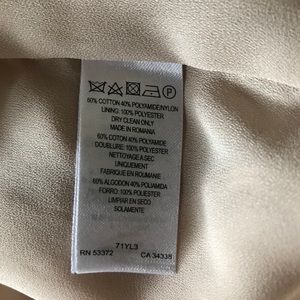 60% COTTON 40% POLYAMIDE/NYLON
LINING: 100% POLYESTER
DRY CLEAN ONLY
MADE IN ROMANIA
60% COTTON 40% POLYAMIDE
DOUBLURE: 100% POLYESTER
NETTOYAGE A SEC
UNIQUEMENT
FABRIQUE EN ROUMANIE
60% ALGODON 40% POLIAMIDA
FORRO: 100% POLIESTER
LIMPIAR EN SECO
SOLAMENTE
71YL3
RN 53372 CA 34338